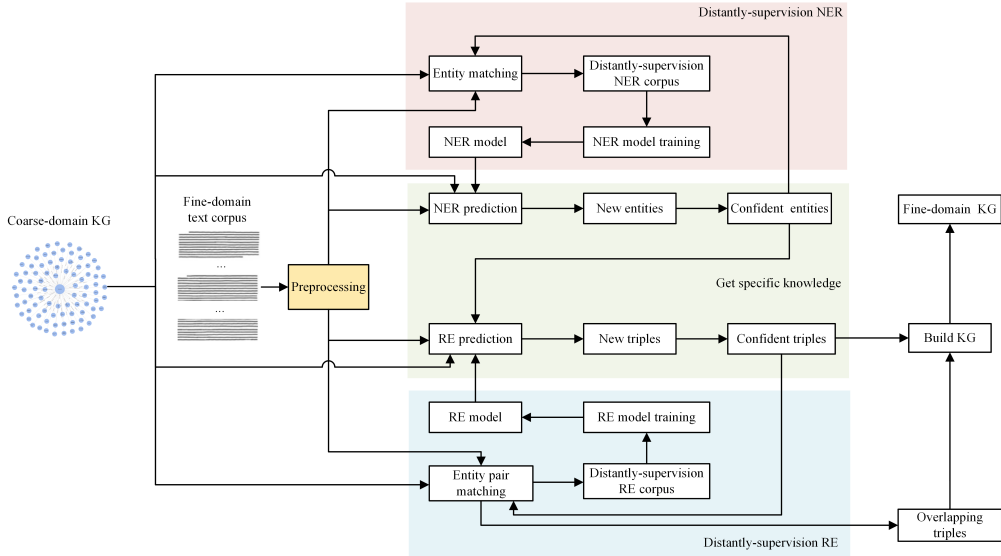 Distantly-supervision NER
Entity matching
Distantly-supervision
NER corpus
NER model
NER model training
Coarse-domain KG
Fine-domain
text corpus
...
...
Preprocessing
NER prediction
New entities
Confident entities
Fine-domain KG
Get specific knowledge
RE prediction
New triples
Confident triples
Build KG
RE model
RE model training
Entity pair
matching
Distantly-supervision
RE corpus
Overlapping
triples
Distantly-supervision RE